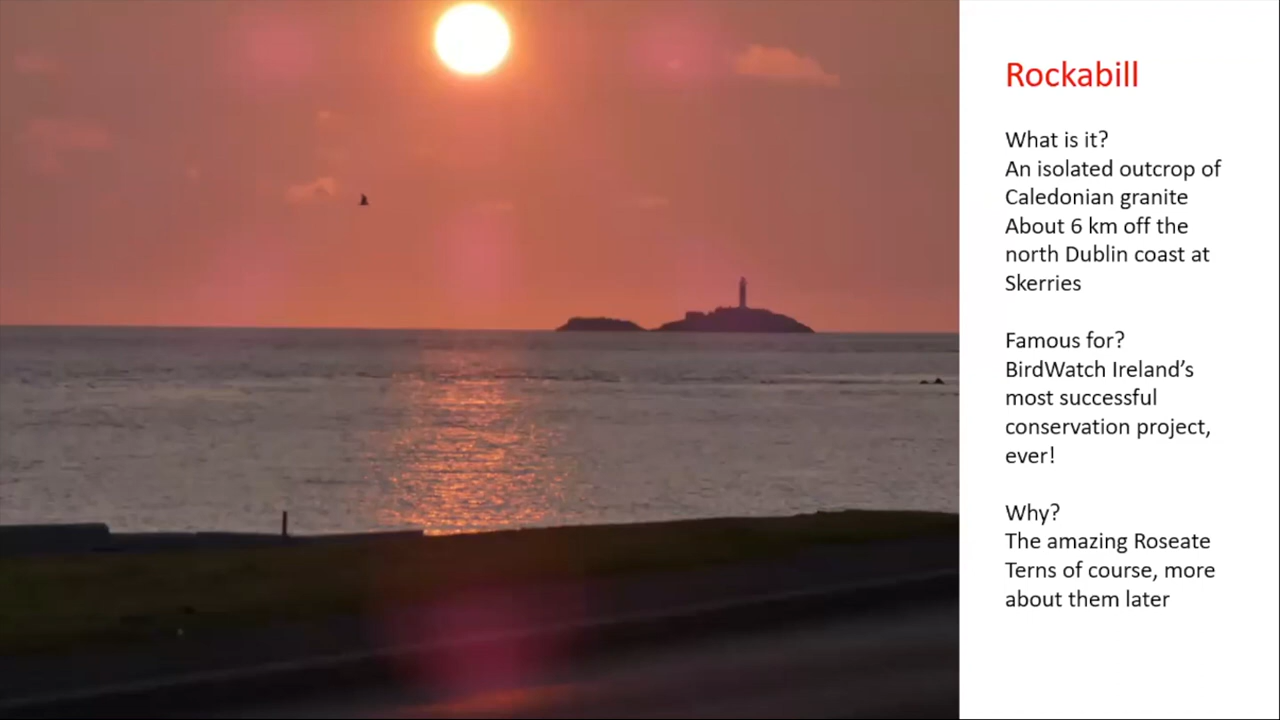 Rockabill
What is it?
An isolated outcrop of
Caledonian granite
About 6 km off the
north Dublin coast at
Skerries
Famous for?
BirdWatch Ireland’s
most successful
conservation project,
ever!
Why?
The amazing Roseate
Terns of course, more
about them later